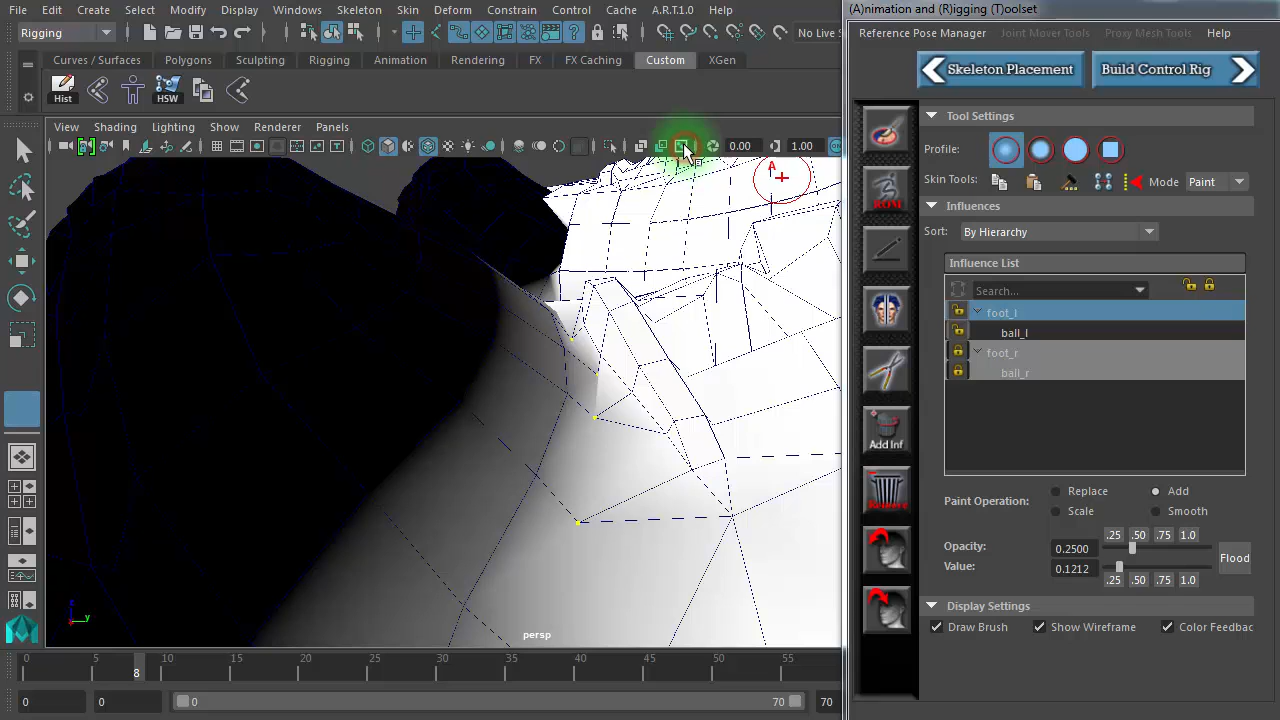 File Edit Create Select Modify Display Windows Skeleton Skin Deform Constrain Control Cache A.R.T.1.0 Help
(A)nimation and (R)igging (T)oolset
Rigging
No Live S
Reference Pose Manager Joint Mover Tools Proxy Mesh Tools Help
Curves / Surfaces Polygons Sculpting Rigging Animation Rendering FX FX Caching Custom XGen
Skeleton Placement Build Control Rig
Hist HSW
View Shading Lighting Show Renderer Panels
0.00 1.00
Tool Settings
Profile:
Skin Tools: Mode Paint
ROM
Influences
Sort: By Hierarchy
Influence List
Search...
foot_l
ball_l
foot_r
ball_r
A
Add Inf
Remove
Paint Operation: Replace Add
Scale Smooth
Opacity: 0.2500 .25 .50 .75 1.0
Value: 0.1212 .25 .50 .75 1.0
Flood
Display Settings
Draw Brush Show Wireframe Color Feedbac
z
y
persp
0 5 8 10 15 20 25 30 35 40 45 50 55
0 0 0 70 70